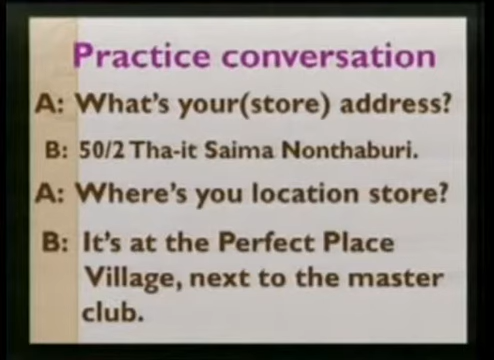 Practice conversation
A: What's your(store) address?
B: 50/2 Tha-it Saima Nonthaburi.
A: Where's you location store?
B: It's at the Perfect Place
Village, next to the master
club.